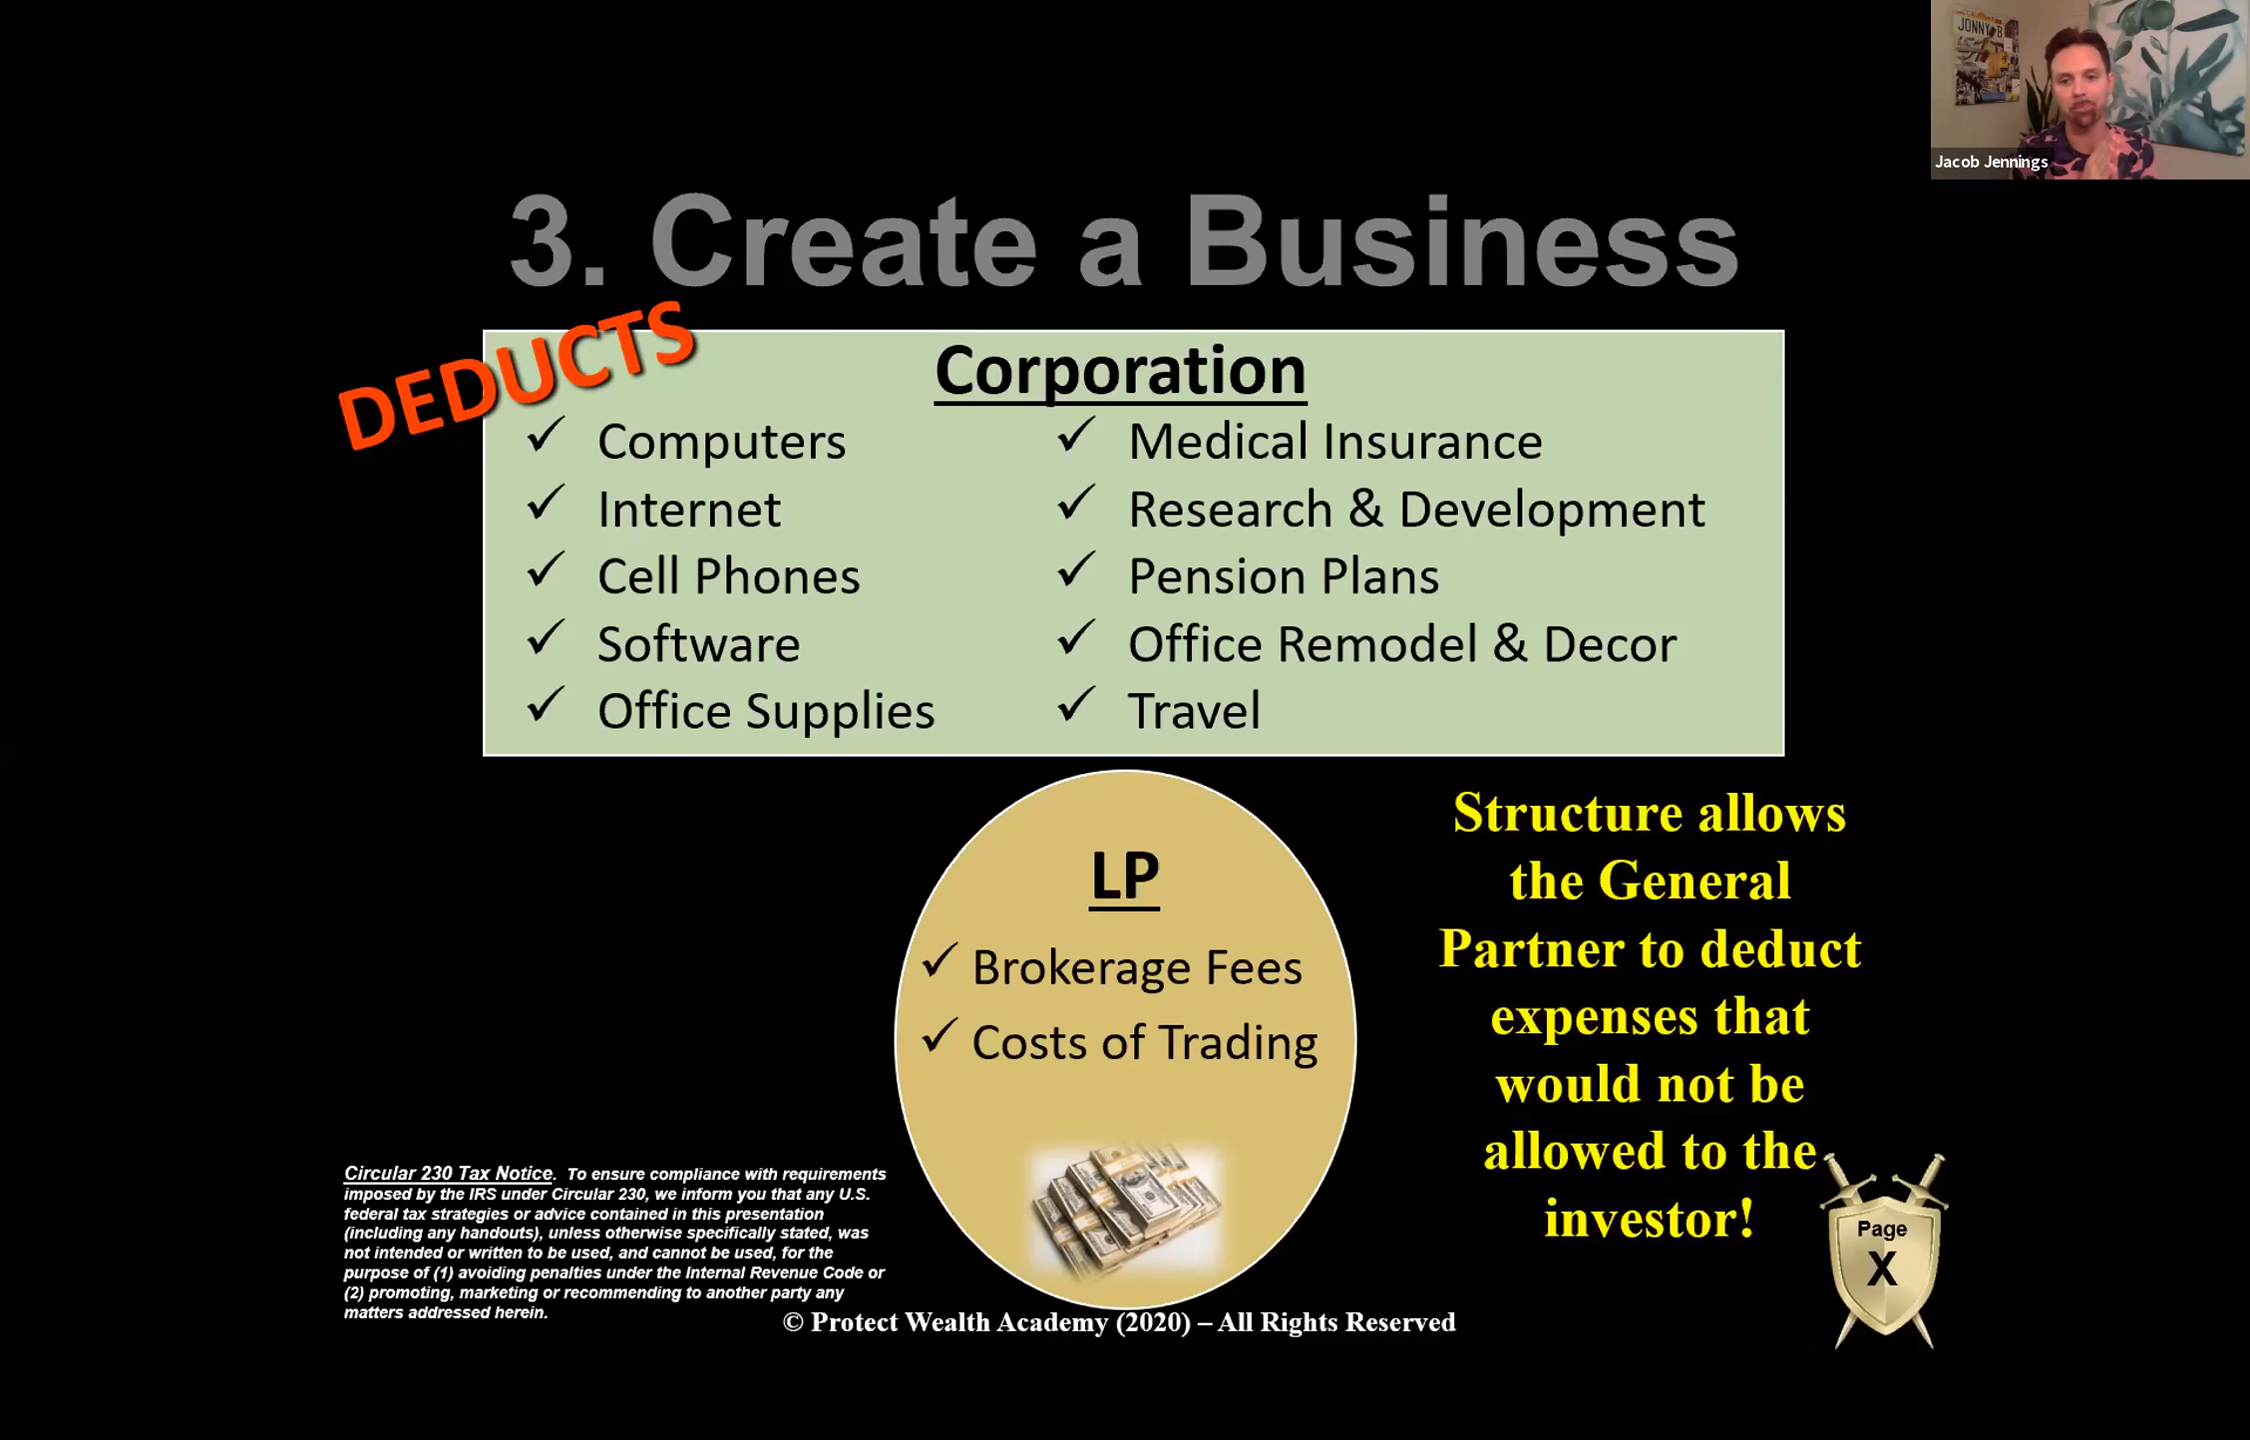 JONNY B
Jacob Jennings
3. Create a Business
DEDUCTS
Corporation
✓ Computers
✓ Internet
✓ Cell Phones
✓ Software
✓ Office Supplies
✓ Medical Insurance
✓ Research & Development
✓ Pension Plans
✓ Office Remodel & Decor
✓ Travel
LP
✓ Brokerage Fees
✓ Costs of Trading
Structure allows
the General
Partner to deduct
expenses that
would not be
allowed to the
investor!
Circular 230 Tax Notice. To ensure compliance with requirements
imposed by the IRS under Circular 230, we inform you that any U.S.
federal tax strategies or advice contained in this presentation
(including any handouts), unless otherwise specifically stated, was
not intended or written to be used, and cannot be used, for the
purpose of (1) avoiding penalties under the Internal Revenue Code or
(2) promoting, marketing or recommending to another party any
matters addressed herein.
Page
X
© Protect Wealth Academy (2020) – All Rights Reserved